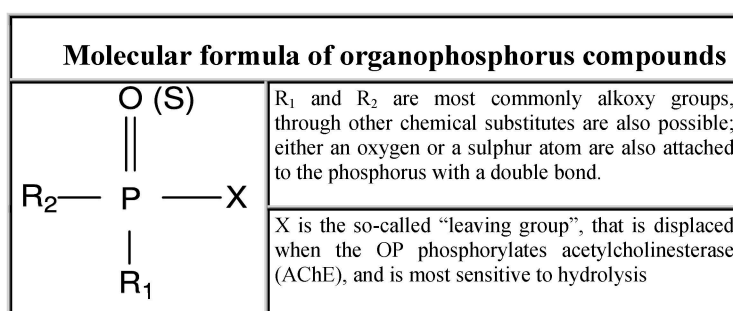 Molecular formula of organophosphorus compounds
O (S)
R₂ P X
R₁
R₁ and R₂ are most commonly alkoxy groups,
through other chemical substitutes are also possible;
either an oxygen or a sulphur atom are also attached
to the phosphorus with a double bond.
X is the so-called “leaving group”, that is displaced
when the OP phosphorylates acetylcholinesterase
(AChE), and is most sensitive to hydrolysis